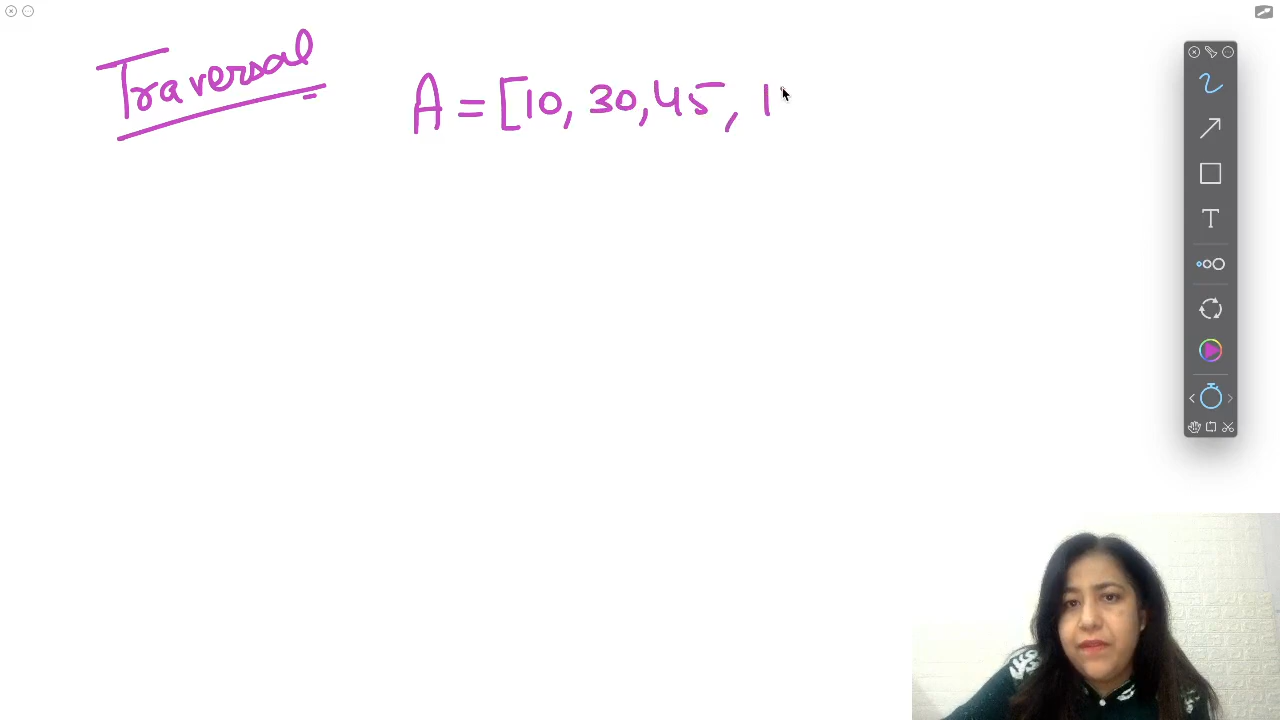 Traversal
A = [10, 30, 45, 1
T